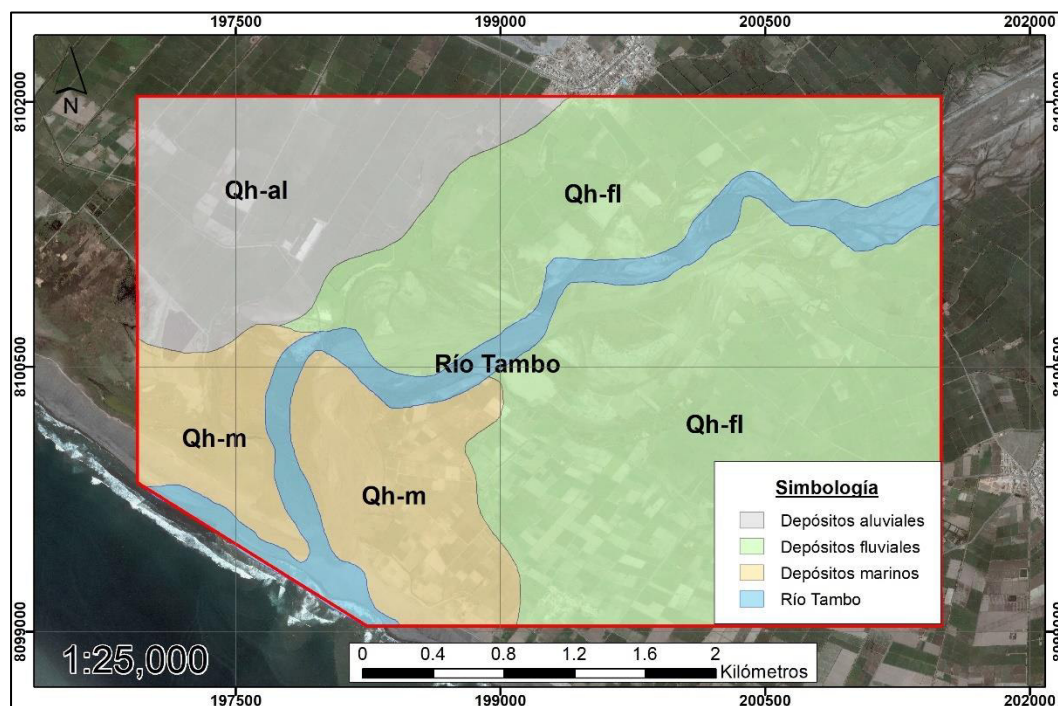 197500 199000 200500 202000
N
8102000
8102000
Qh-al
Qh-fl
Río Tambo
8100500
8100500
Qh-m
Qh-fl
Qh-m
Simbología
Depósitos aluviales
Depósitos fluviales
Depósitos marinos
Río Tambo
8099000
8099000
1:25,000
0 0.4 0.8 1.2 1.6 2
Kilómetros
197500 199000 200500 202000